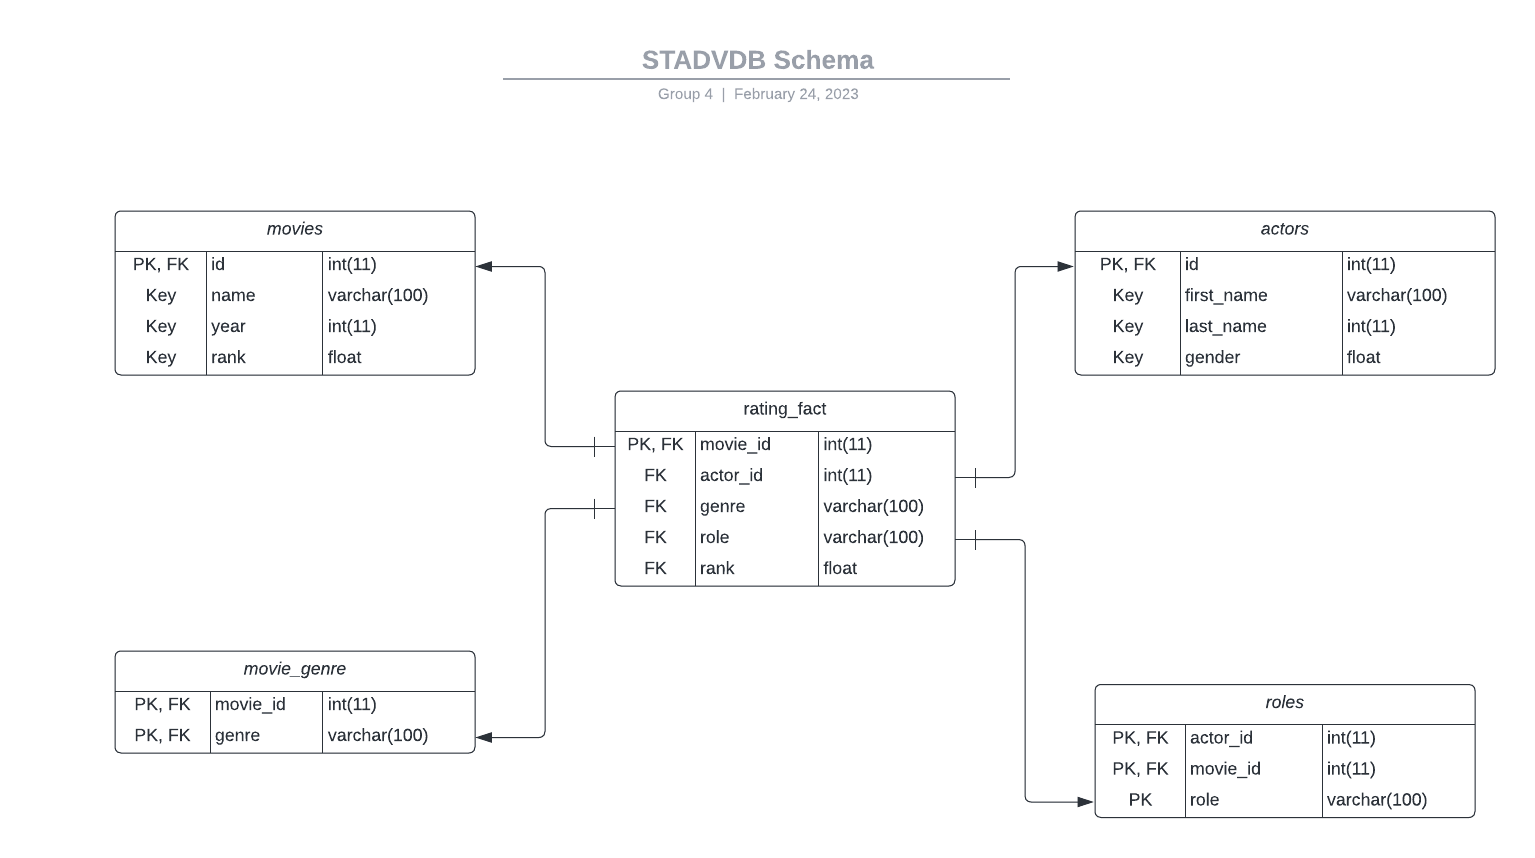 STADVDB Schema
Group 4 | February 24, 2023
movies
PK, FK id int(11)
Key name varchar(100)
Key year int(11)
Key rank float
actors
PK, FK id int(11)
Key first_name varchar(100)
Key last_name int(11)
Key gender float
rating_fact
PK, FK movie_id int(11)
FK actor_id int(11)
FK genre varchar(100)
FK role varchar(100)
FK rank float
movie_genre
PK, FK movie_id int(11)
PK, FK genre varchar(100)
roles
PK, FK actor_id int(11)
PK, FK movie_id int(11)
PK role varchar(100)